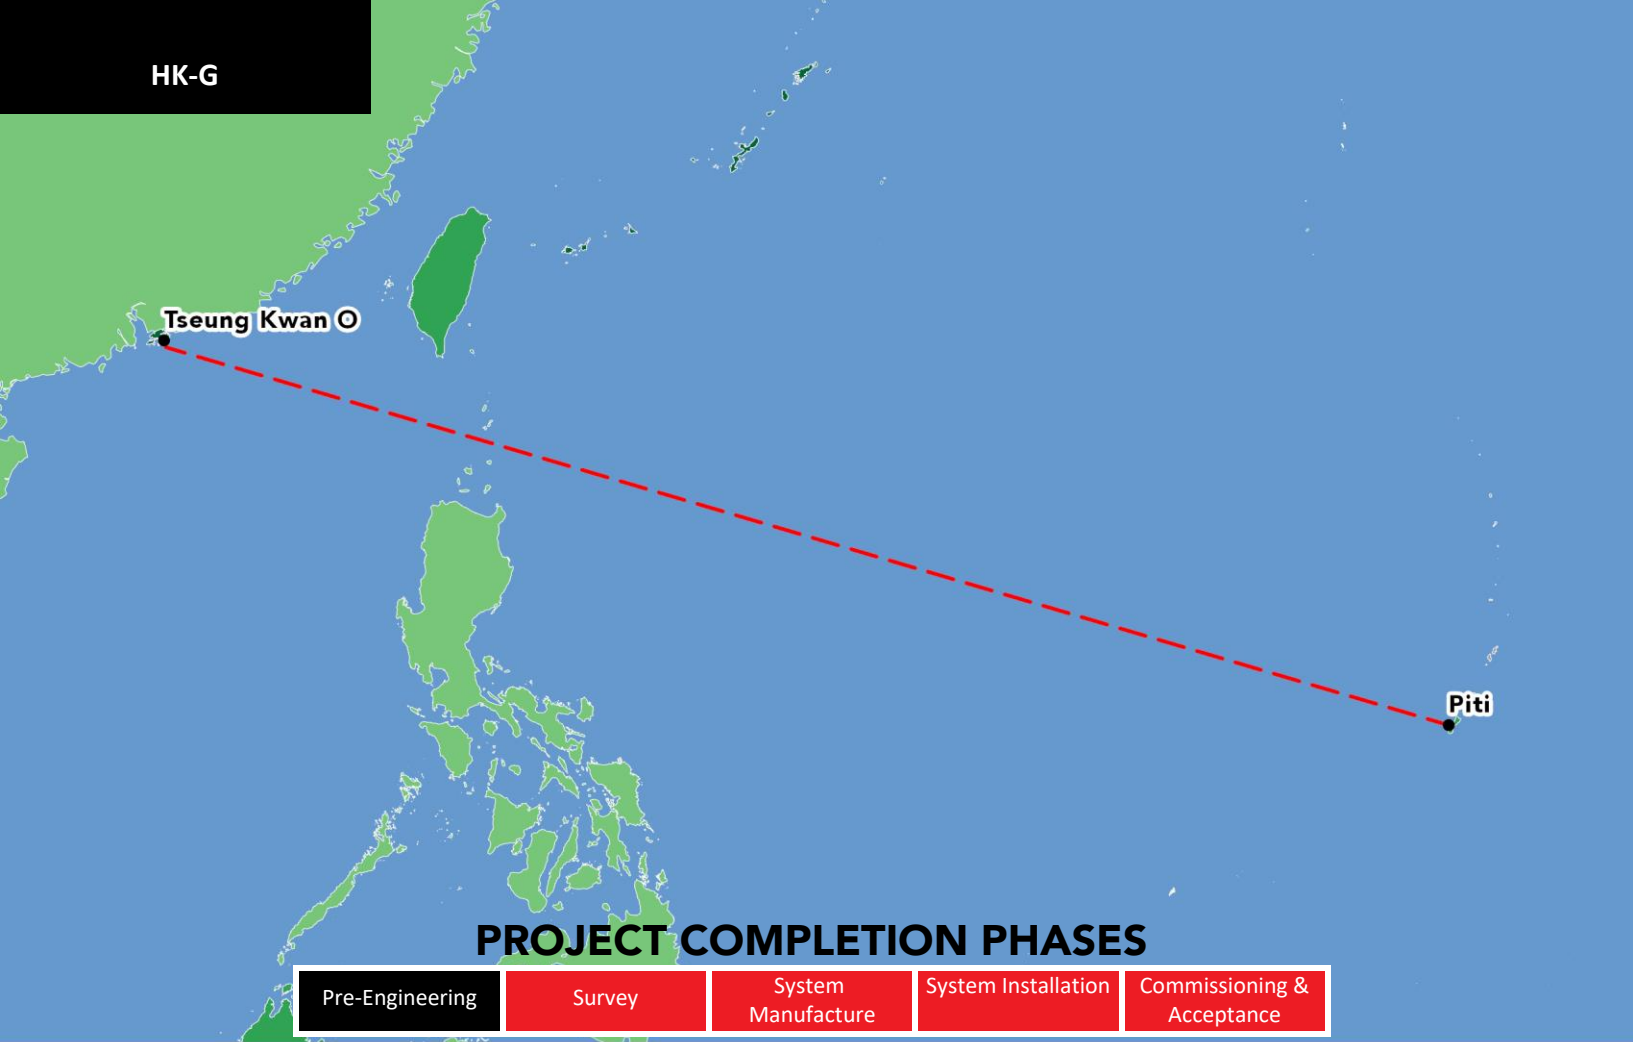 HK-G
Tseung Kwan O
Piti
PROJECT COMPLETION PHASES
Pre-Engineering
Survey
System
Manufacture
System Installation
Commissioning &
Acceptance